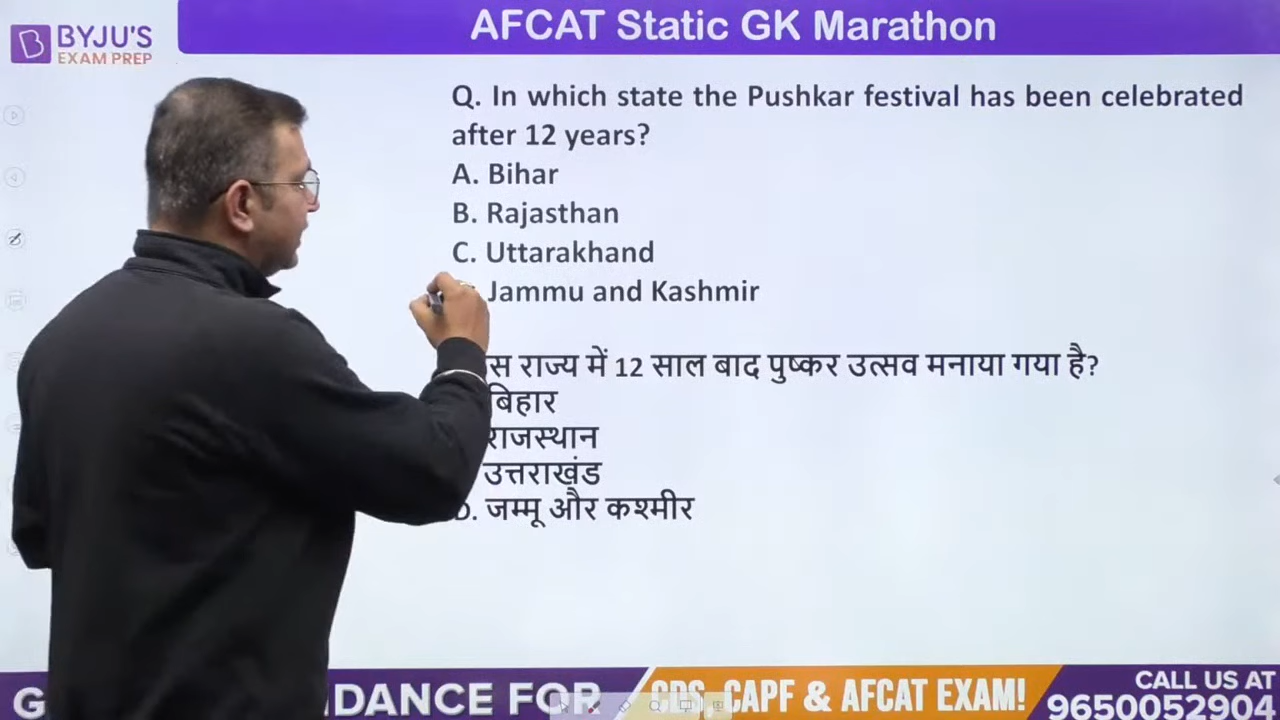 BYJU'S
EXAM PREP
AFCAT Static GK Marathon
Q. In which state the Pushkar festival has been celebrated
after 12 years?
A. Bihar
B. Rajasthan
C. Uttarakhand
Jammu and Kashmir
राज्य में 12 साल बाद पुष्कर उत्सव मनाया गया है?
बिहार
राजस्थान
उत्तराखंड
D. जम्मू और कश्मीर
FOR
CDS, CAPF & AFCAT EXAM!
CALL US AT
9650052904